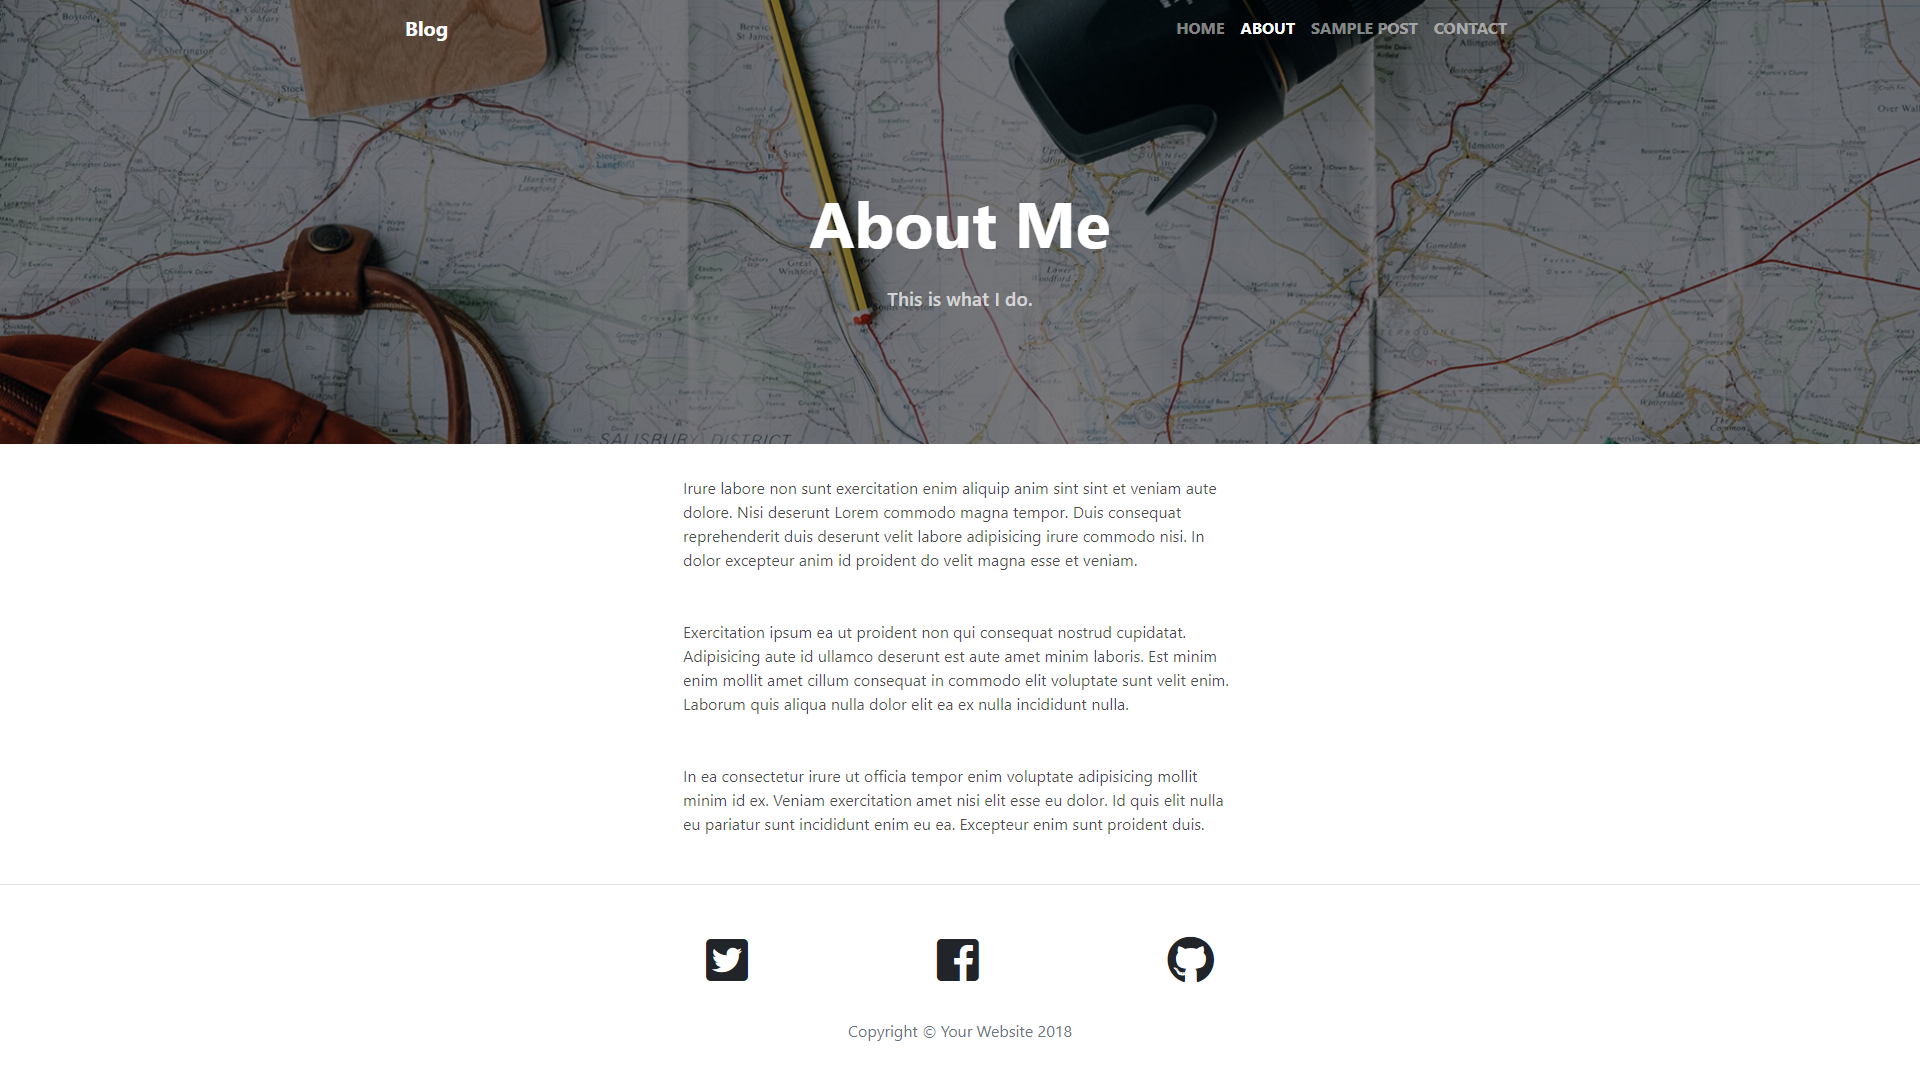 Blog
HOME ABOUT SAMPLE POST CONTACT
About Me
This is what I do.
SALISBURY DISTRICT
Irure labore non sunt exercitation enim aliquip anim sint sint et veniam aute
dolore. Nisi deserunt Lorem commodo magna tempor. Duis consequat
reprehenderit duis deserunt velit labore adipisicing irure commodo nisi. In
dolor excepteur anim id proident do velit magna esse et veniam.
Exercitation ipsum ea ut proident non qui consequat nostrud cupidatat.
Adipisicing aute id ullamco deserunt est aute amet minim laboris. Est minim
enim mollit amet cillum consequat in commodo elit voluptate sunt velit enim.
Laborum quis aliqua nulla dolor elit ea ex nulla incididunt nulla.
In ea consectetur irure ut officia tempor enim voluptate adipisicing mollit
minim id ex. Veniam exercitation amet nisi elit esse eu dolor. Id quis elit nulla
eu pariatur sunt incididunt enim eu ea. Excepteur enim sunt proident duis.
Copyright © Your Website 2018